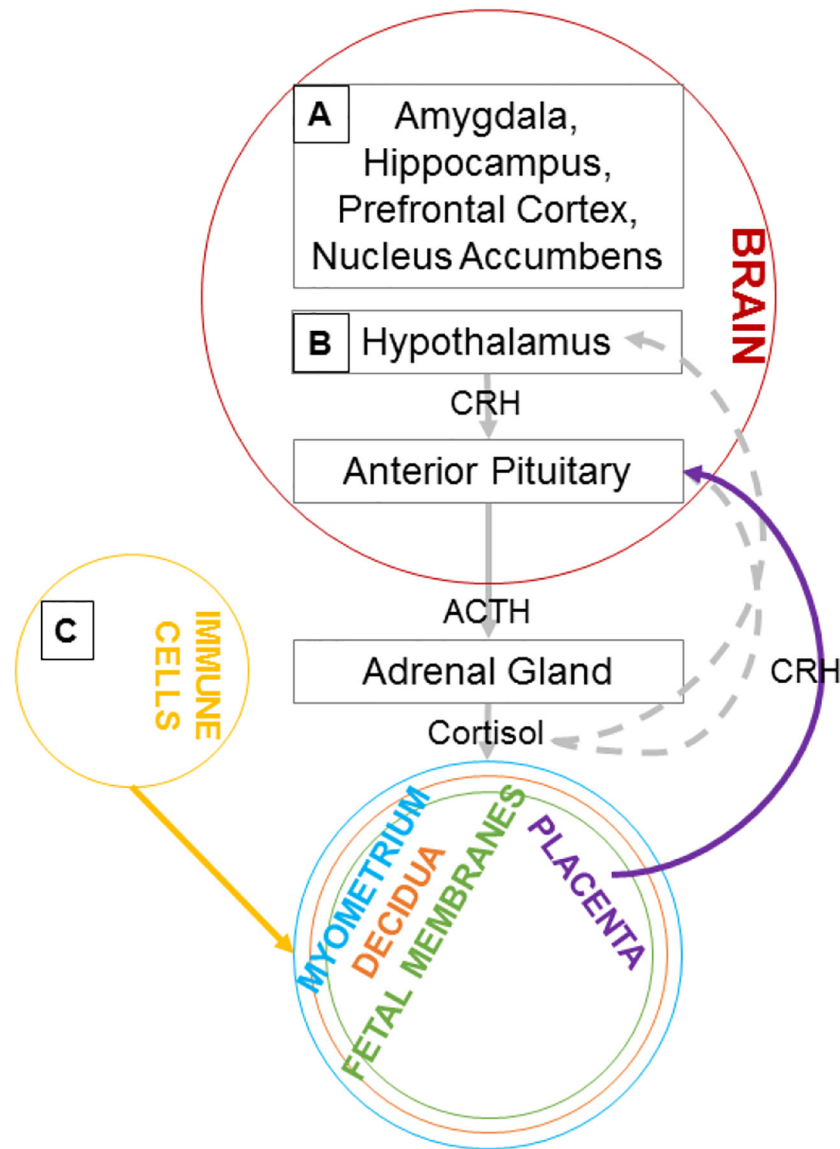 A
Amygdala,
Hippocampus,
Prefrontal Cortex,
Nucleus Accumbens
BRAIN
B
Hypothalamus
CRH
Anterior Pituitary
ACTH
C
IMMUNE
CELLS
Adrenal Gland
CRH
Cortisol
MYOMETRIUM
DECIDUA
FETAL MEMBRANES
PLACENTA